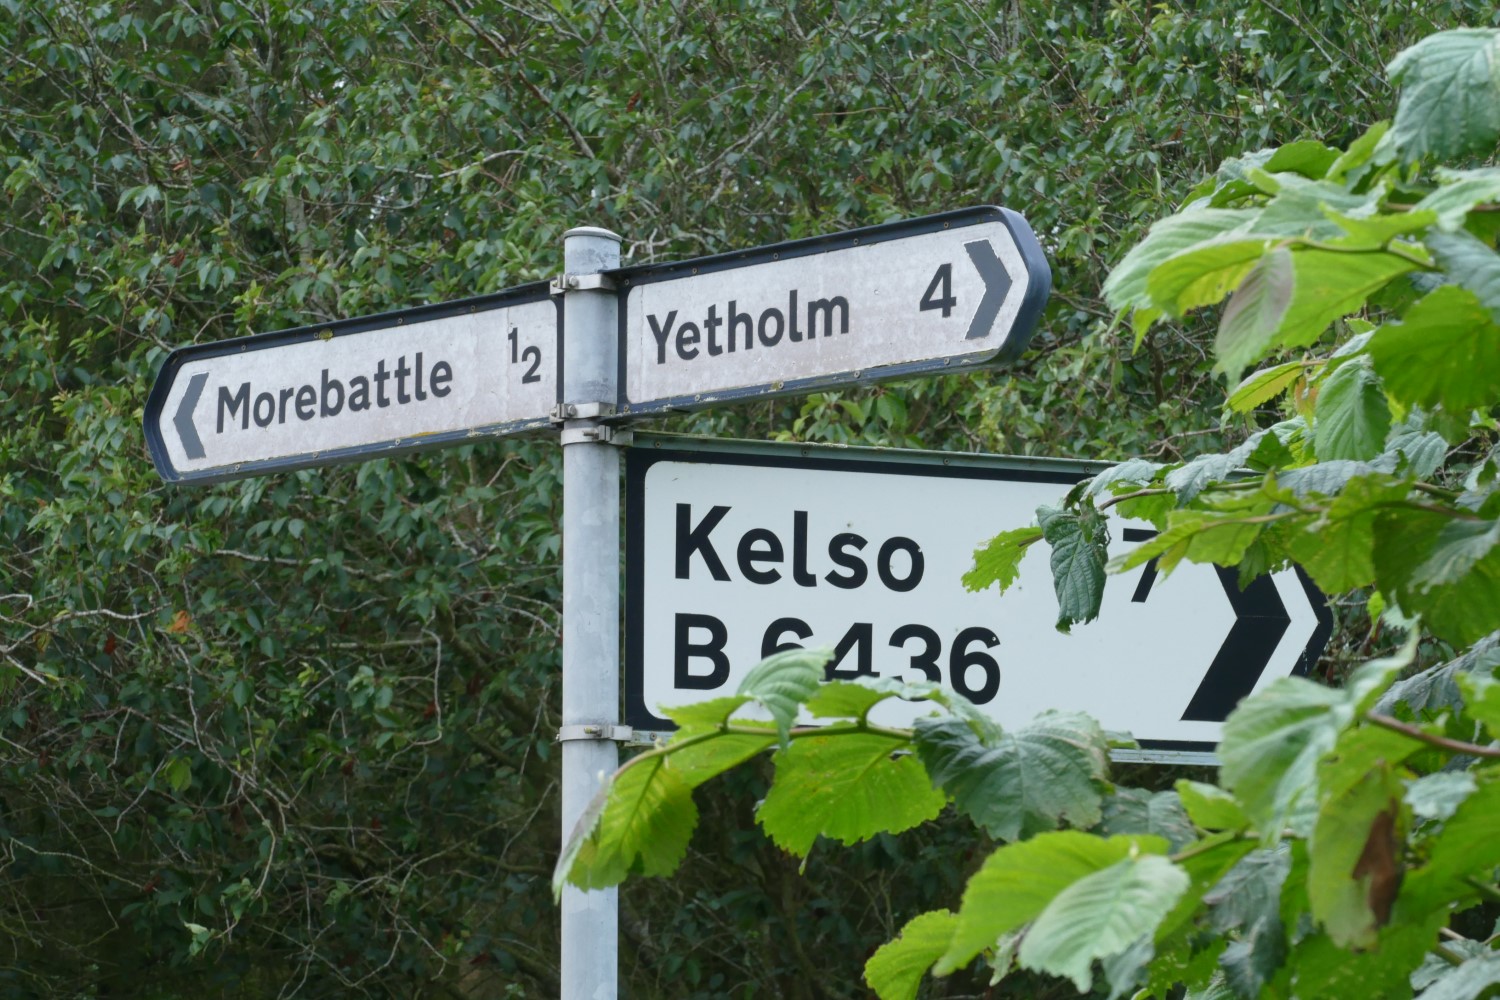 Morebattle ½
Yetholm 4
Kelso 7
B 6436